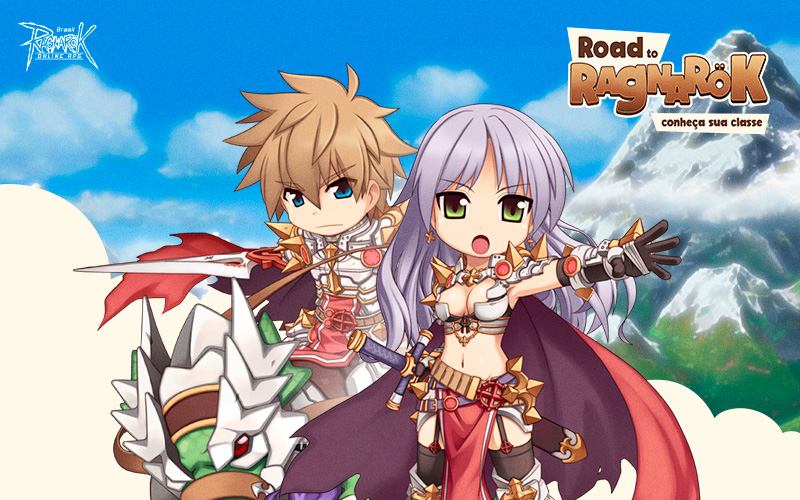 Brasil
RAGNARÖK
ONLINE RPG
Road to
RAGNARÖK
conheça sua classe